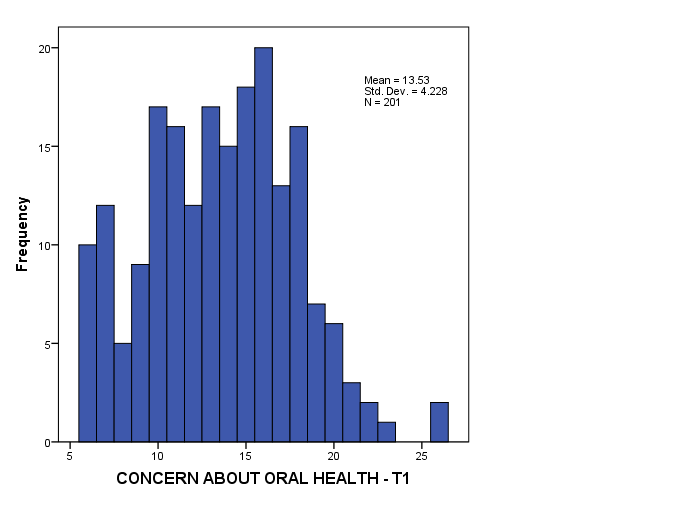 20
15
10
5
0
Frequency
Mean = 13.53
Std. Dev. = 4.228
N = 201
5
10
15
20
25
CONCERN ABOUT ORAL HEALTH - T1